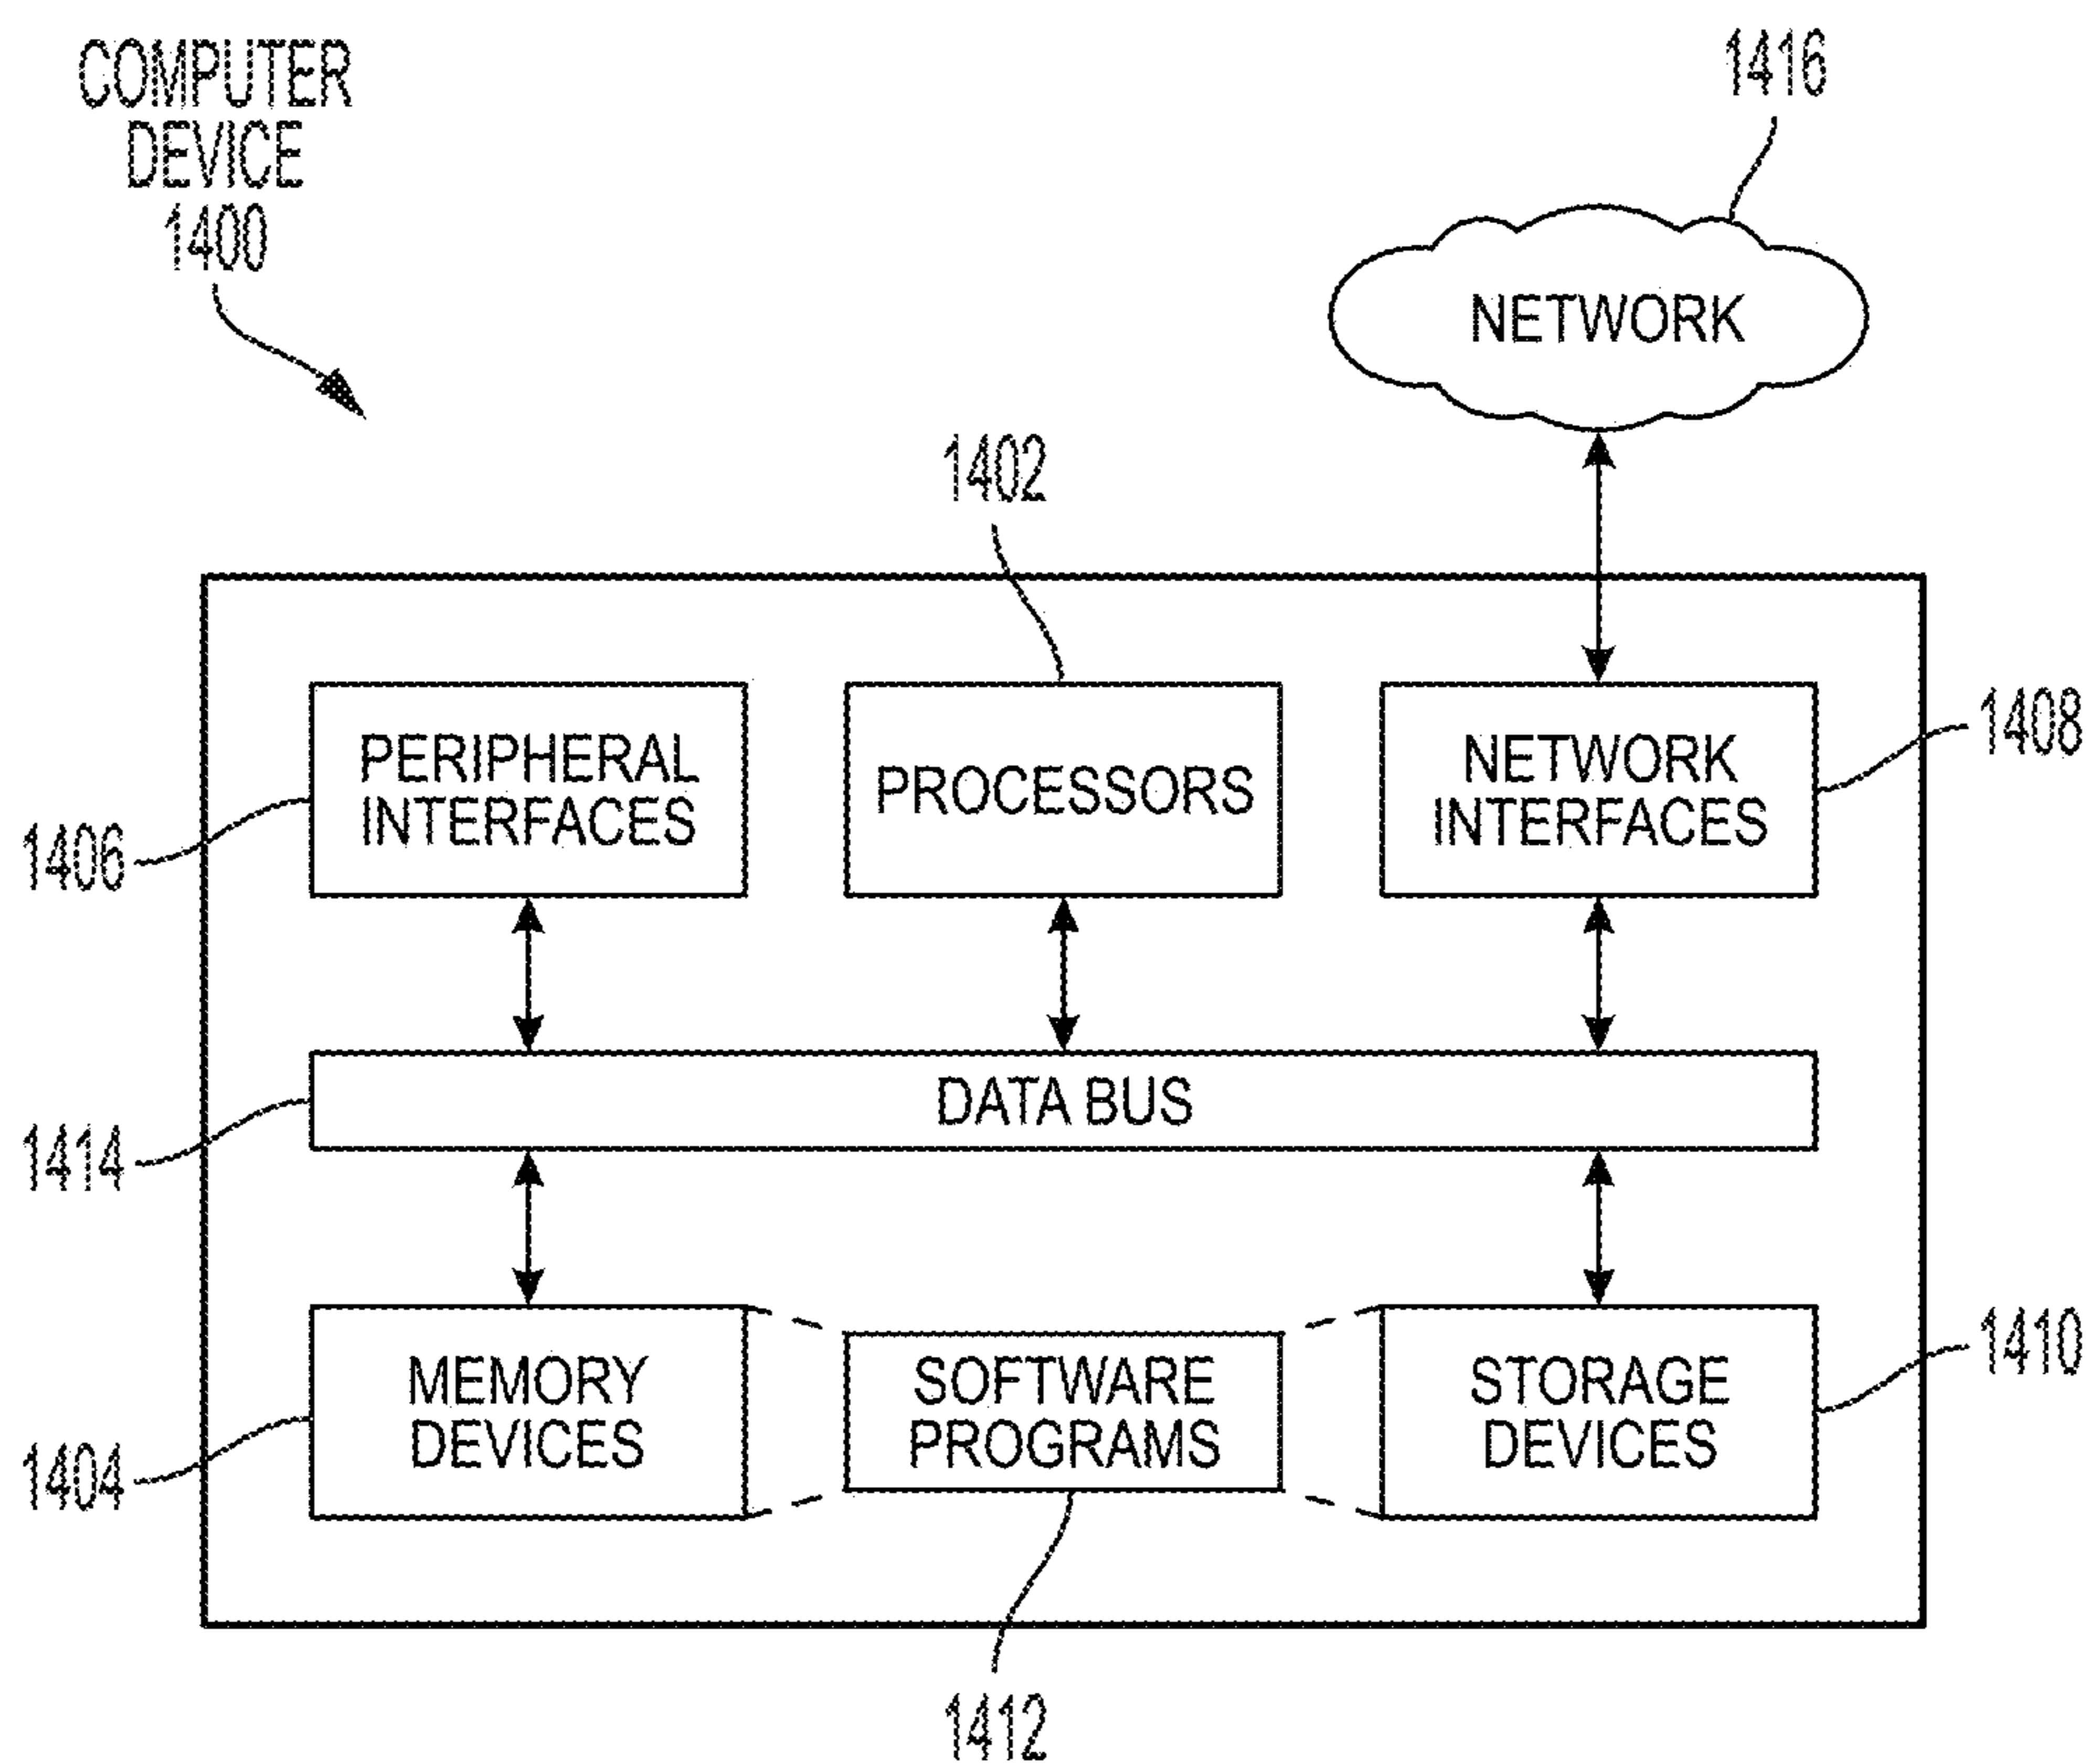 COMPUTER
DEVICE
1400
1416
NETWORK
1402
PERIPHERAL
INTERFACES
PROCESSORS
NETWORK
INTERFACES
1408
1406
DATA BUS
1414
MEMORY
DEVICES
SOFTWARE
PROGRAMS
STORAGE
DEVICES
1410
1404
1412